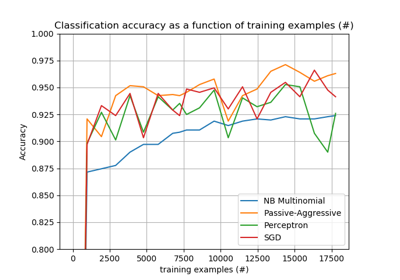 Classification accuracy as a function of training examples (#)
1.000
0.975
0.950
0.925
0.900
0.875
0.850
0.825
0.800
Accuracy
NB Multinomial
Passive-Aggressive
Perceptron
SGD
0 2500 5000 7500 10000 12500 15000 17500
training examples (#)